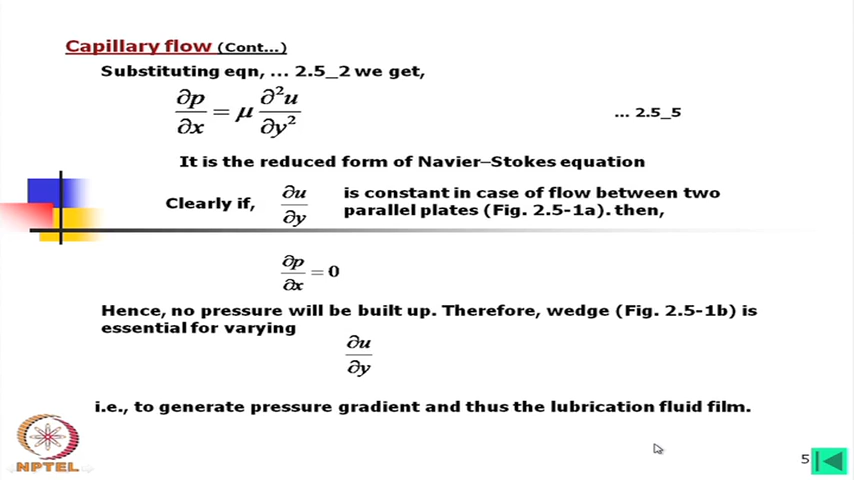 Capillary flow (Cont…)
Substituting eqn, … 2.5_2 we get,
∂p/∂x = μ ∂²u/∂y² … 2.5_5
It is the reduced form of Navier–Stokes equation
Clearly if, ∂u/∂y is constant in case of flow between two
parallel plates (Fig. 2.5-1a). then,
∂p/∂x = 0
Hence, no pressure will be built up. Therefore, wedge (Fig. 2.5-1b) is
essential for varying
∂u/∂y
i.e., to generate pressure gradient and thus the lubrication fluid film.
NPTEL
5